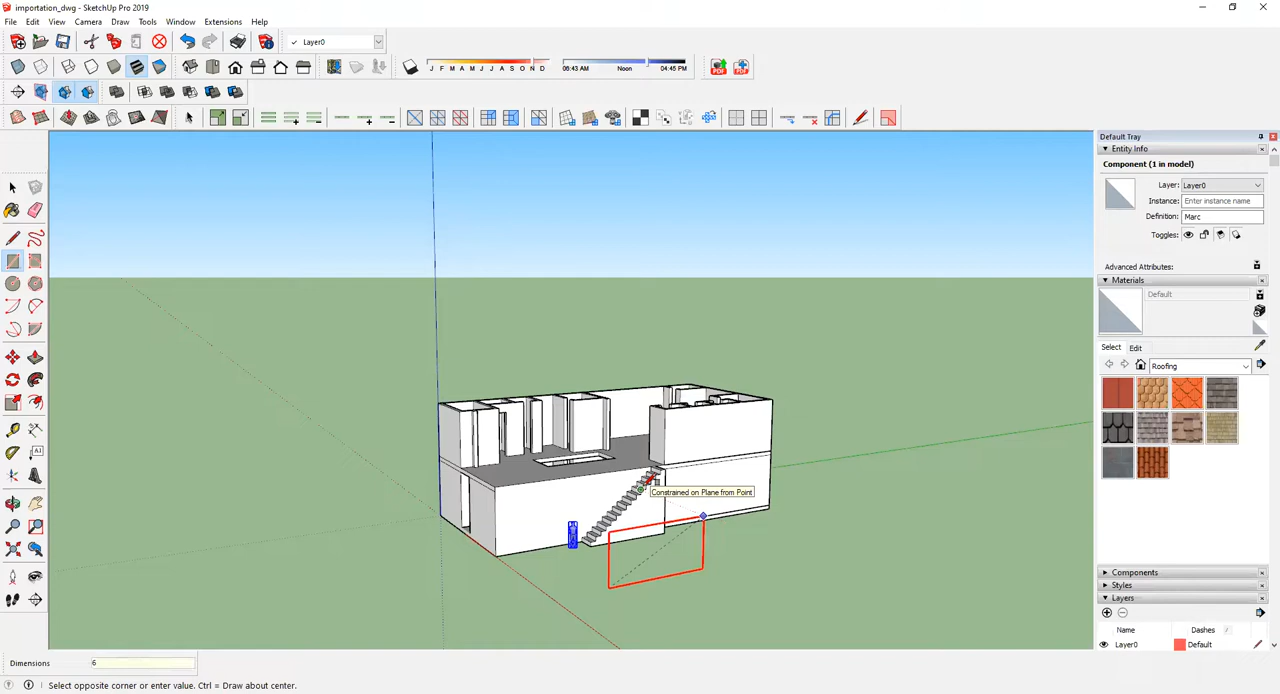 importation_dwg - SketchUp Pro 2019
File Edit View Camera Draw Tools Window Extensions Help
Layer0
J F M A M J J A S O N D 08:43 AM Noon 04:45 PM
Default Tray
Entity Info
Component (1 in model)
Layer: Layer0
Instance: Enter instance name
Definition: Marc
Toggles:
Advanced Attributes:
Materials
Default
Select Edit
Roofing
Constrained on Plane from Point
Components
Styles
Layers
Name Dashes
Layer0 Default
Dimensions 6
Select opposite corner or enter value. Ctrl = Draw about center.